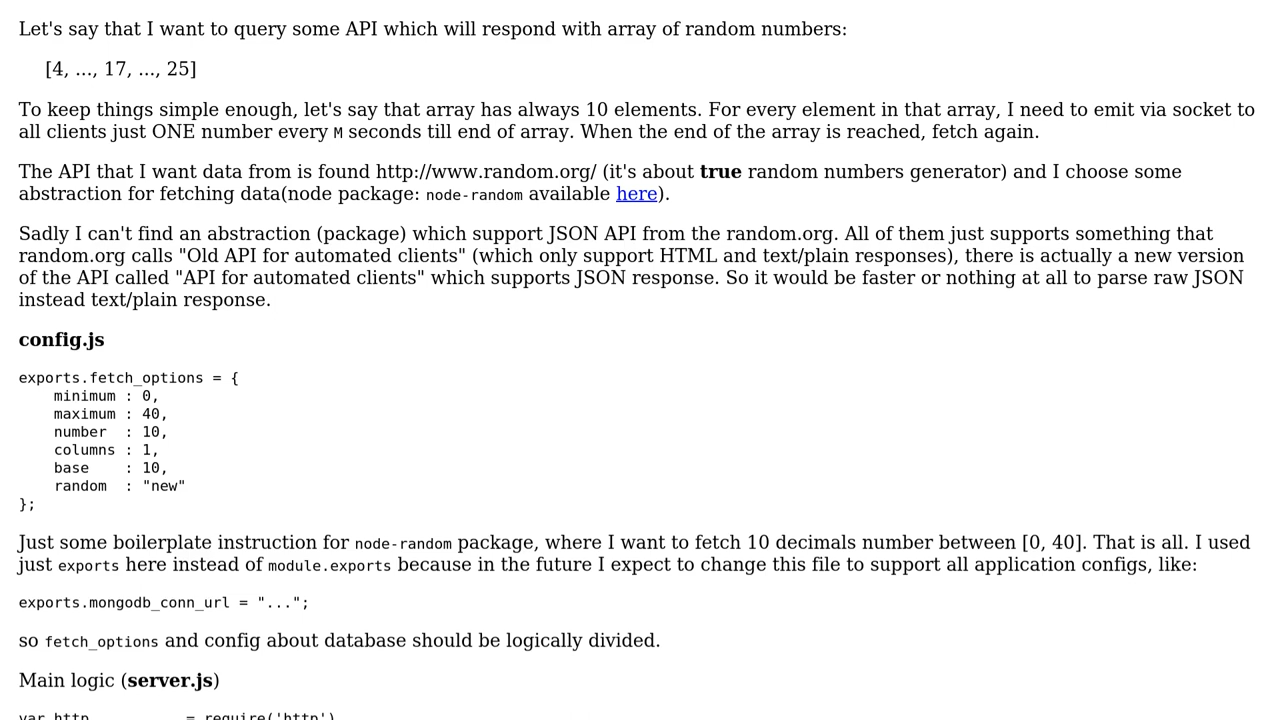 Let's say that I want to query some API which will respond with array of random numbers:
[4, ..., 17, ..., 25]
To keep things simple enough, let's say that array has always 10 elements. For every element in that array, I need to emit via socket to
all clients just ONE number every M seconds till end of array. When the end of the array is reached, fetch again.
The API that I want data from is found http://www.random.org/ (it's about true random numbers generator) and I choose some
abstraction for fetching data(node package: node-random available here).
Sadly I can't find an abstraction (package) which support JSON API from the random.org. All of them just supports something that
random.org calls "Old API for automated clients" (which only support HTML and text/plain responses), there is actually a new version
of the API called "API for automated clients" which supports JSON response. So it would be faster or nothing at all to parse raw JSON
instead text/plain response.
config.js
exports.fetch_options = {
    minimum : 0,
    maximum : 40,
    number  : 10,
    columns : 1,
    base    : 10,
    random  : "new"
};
Just some boilerplate instruction for node-random package, where I want to fetch 10 decimals number between [0, 40]. That is all. I used
just exports here instead of module.exports because in the future I expect to change this file to support all application configs, like:
exports.mongodb_conn_url = "...";
so fetch_options and config about database should be logically divided.
Main logic (server.js)
var http           = require('http')